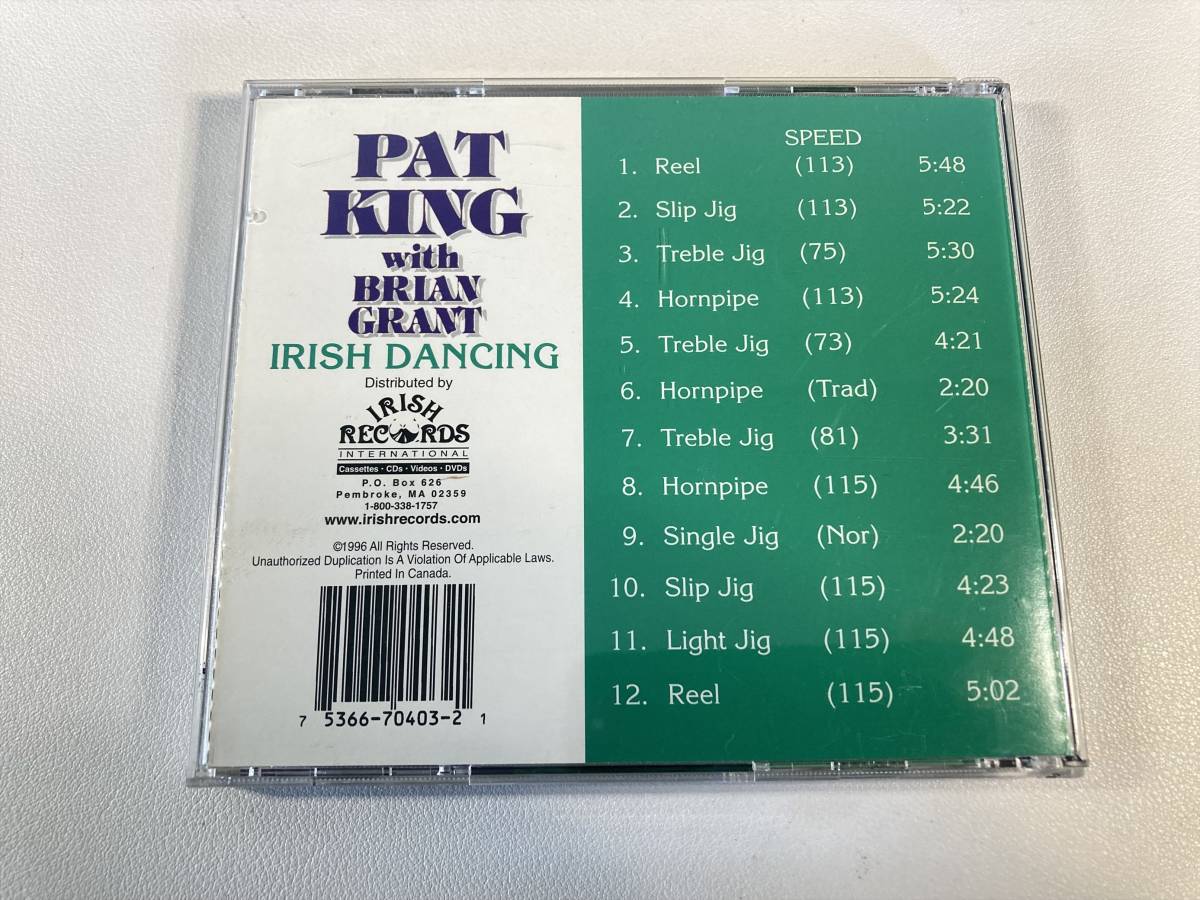 PAT
KING
with
BRIAN
GRANT
IRISH DANCING
Distributed by
IRISH
RECORDS
INTERNATIONAL
Cassettes • CDs • Videos • DVDs
P.O. Box 626
Pembroke, MA 02359
1-800-338-1757
www.irishrecords.com
©1996 All Rights Reserved.
Unauthorized Duplication Is A Violation Of Applicable Laws.
Printed In Canada.
7 5366-70403-2 1
SPEED
1. Reel (113) 5:48
2. Slip Jig (113) 5:22
3. Treble Jig (75) 5:30
4. Hornpipe (113) 5:24
5. Treble Jig (73) 4:21
6. Hornpipe (Trad) 2:20
7. Treble Jig (81) 3:31
8. Hornpipe (115) 4:46
9. Single Jig (Nor) 2:20
10. Slip Jig (115) 4:23
11. Light Jig (115) 4:48
12. Reel (115) 5:02